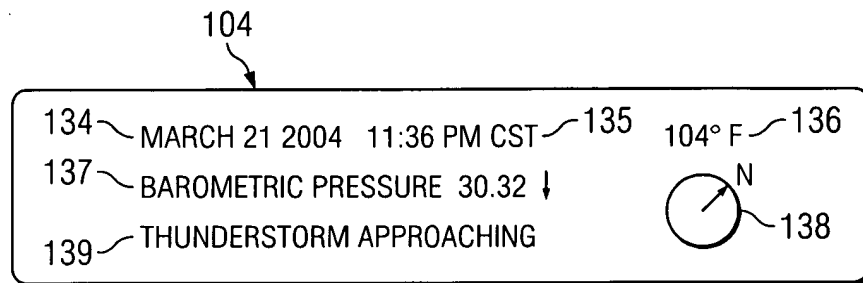 104
134 MARCH 21 2004 11:36 PM CST 135 104° F 136
137 BAROMETRIC PRESSURE 30.32 ↓ N
139 THUNDERSTORM APPROACHING 138